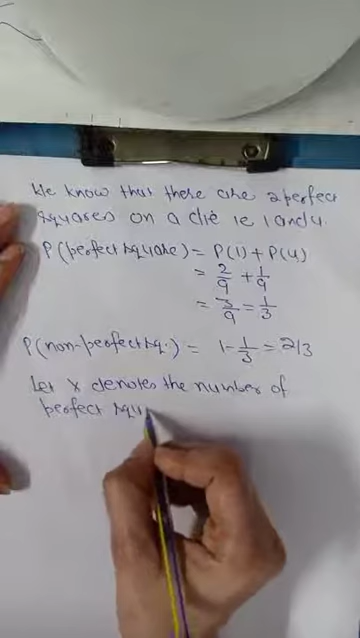 We know that there are 2 perfect
squares on a die ie 1 and 4.
P(perfect square) = P(1) + P(4)
= 2/9 + 1/9
= 3/9 = 1/3
P(non-perfect sq.) = 1 - 1/3 = 2/3
Let X denotes the number of
perfect squ